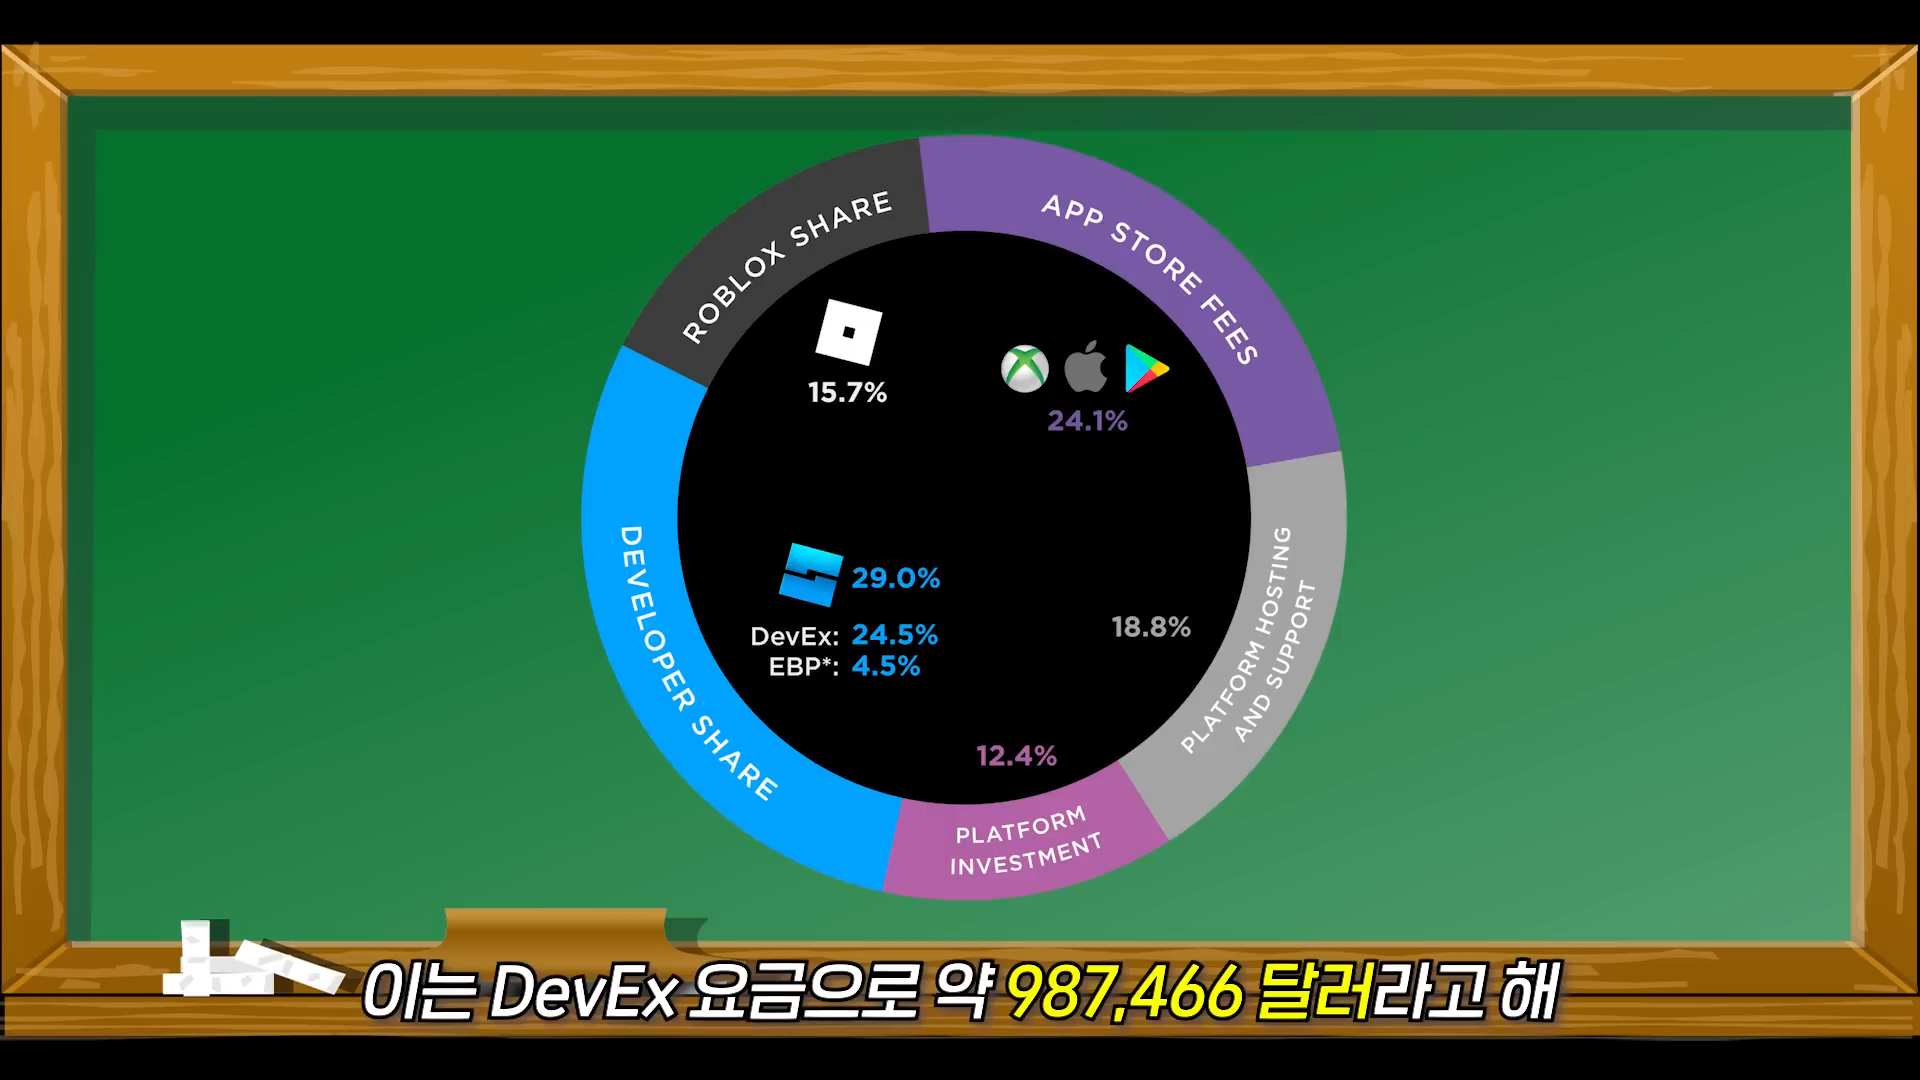 ROBLOX SHARE
15.7%
APP STORE FEES
24.1%
DEVELOPER SHARE
29.0%
DevEx: 24.5%
EBP*: 4.5%
18.8%
PLATFORM HOSTING
AND SUPPORT
12.4%
PLATFORM
INVESTMENT
이는 DevEx 요금으로 약 987,466 달러라고 해